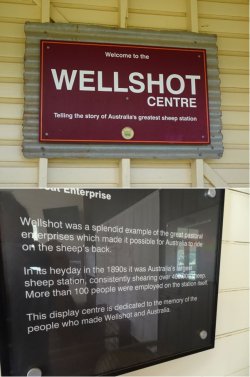 Welcome to the
WELLSHOT
CENTRE
Telling the story of Australia's greatest sheep station
Enterprise
Wellshot was a splendid example of the great pastoral
enterprises which made it possible for Australia to ride
on the sheep's back.
In its heyday in the 1890s it was Australia's largest
sheep station, consistently shearing over sheep.
More than 100 people were employed on the station itself.
This display centre is dedicated to the memory of the
people who made Wellshot and Australia.